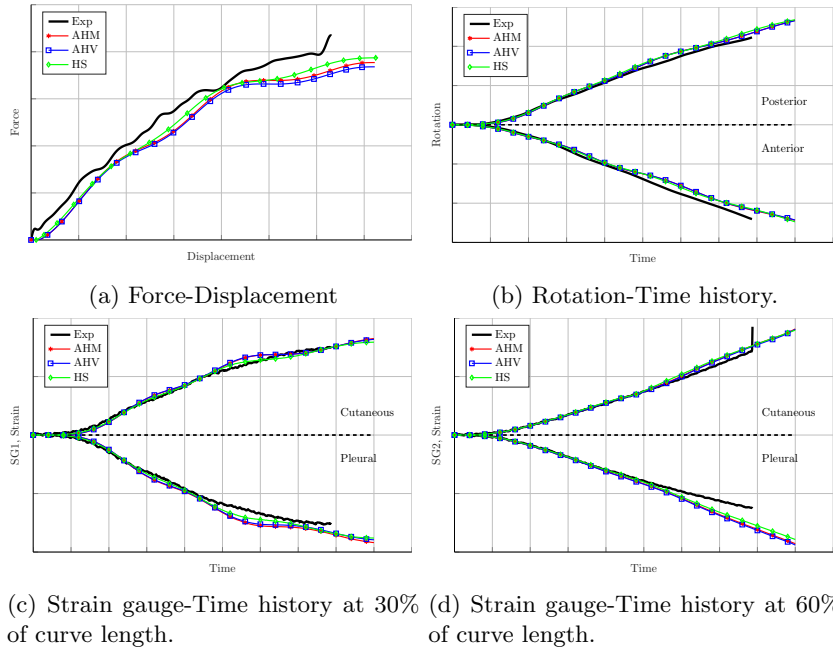 Exp
AHM
AHV
HS
Force
Displacement
(a) Force-Displacement
Exp
AHM
AHV
HS
Rotation
Posterior
Anterior
Time
(b) Rotation-Time history.
Exp
AHM
AHV
HS
SG1, Strain
Cutaneous
Pleural
Time
(c) Strain gauge-Time history at 30%
of curve length.
Exp
AHM
AHV
HS
SG2, Strain
Cutaneous
Pleural
Time
(d) Strain gauge-Time history at 60%
of curve length.